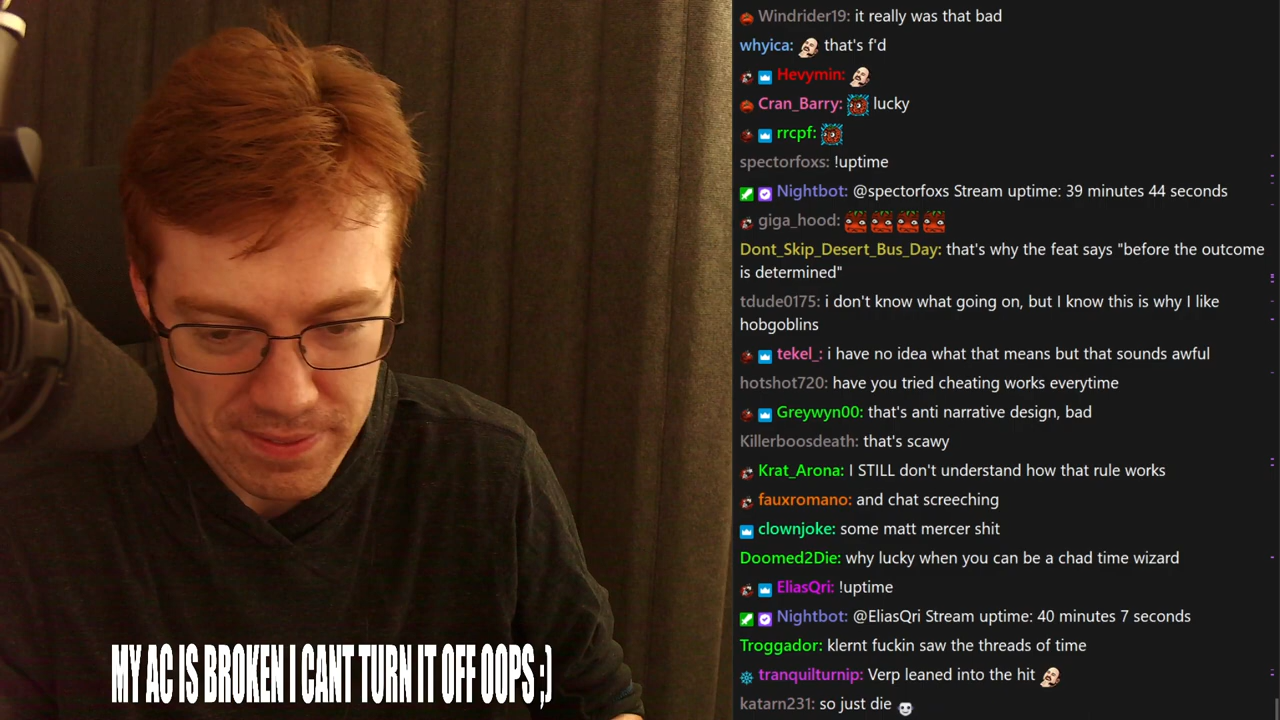 Windrider19: it really was that bad
whyica: that's f'd
Hevymin:
Cran_Barry: lucky
rrcpf:
spectorfoxs: !uptime
Nightbot: @spectorfoxs Stream uptime: 39 minutes 44 seconds
giga_hood:
Dont_Skip_Desert_Bus_Day: that's why the feat says "before the outcome
is determined"
tdude0175: i don't know what going on, but I know this is why I like
hobgoblins
tekel_: i have no idea what that means but that sounds awful
hotshot720: have you tried cheating works everytime
Greywyn00: that's anti narrative design, bad
Killerboosdeath: that's scawy
Krat_Arona: I STILL don't understand how that rule works
fauxromano: and chat screeching
clownjoke: some matt mercer shit
Doomed2Die: why lucky when you can be a chad time wizard
EliasQri: !uptime
Nightbot: @EliasQri Stream uptime: 40 minutes 7 seconds
Troggador: klernt fuckin saw the threads of time
tranquilturnip: Verp leaned into the hit
katarn231: so just die
MY AC IS BROKEN I CANT TURN IT OFF OOPS ;)